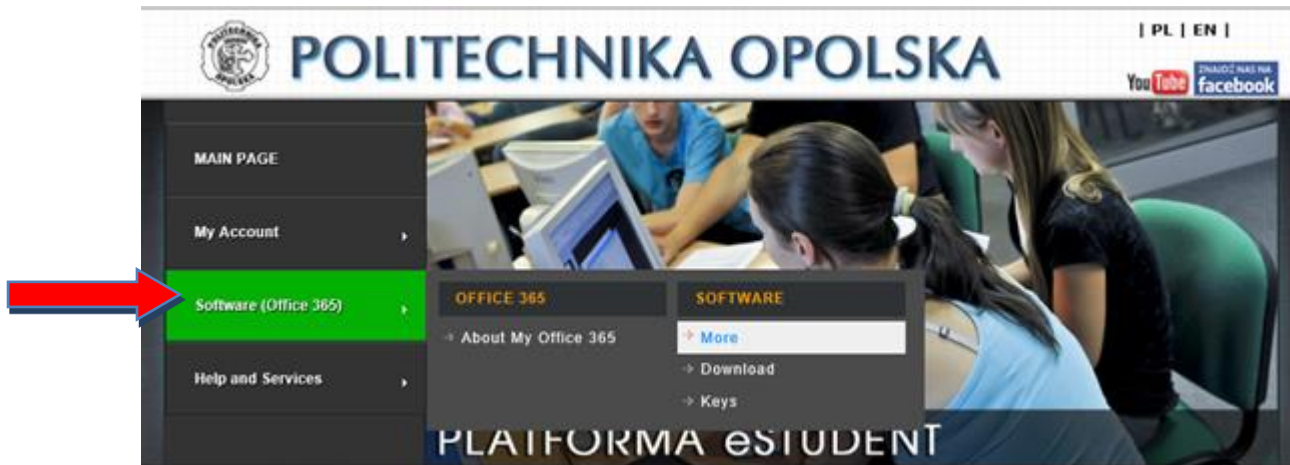 POLITECHNIKA OPOLSKA
| PL | EN |
You Tube
ZNAJDŹ NAS NA
facebook
MAIN PAGE
My Account
Software (Office 365)
Help and Services
OFFICE 365
About My Office 365
SOFTWARE
More
Download
Keys
PLATFORMA eSTUDENT